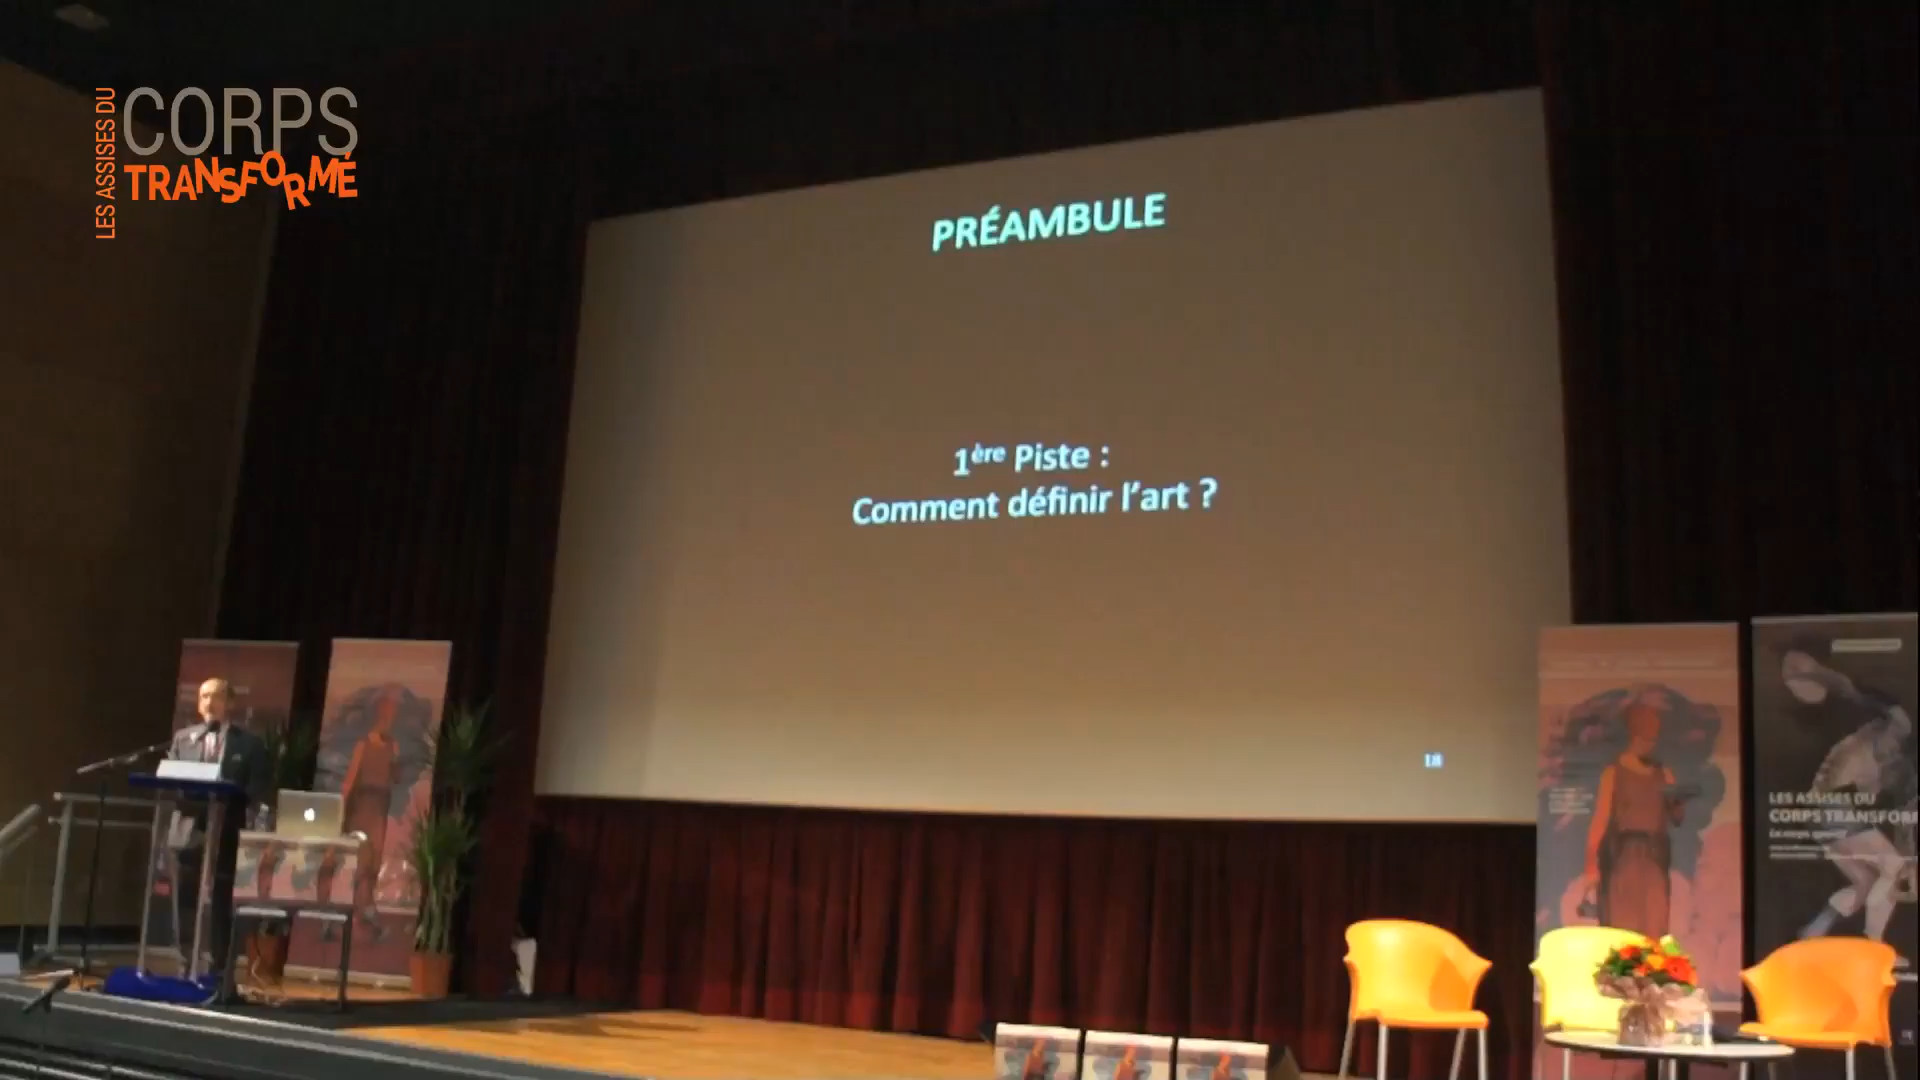 LES ASSISES DU
CORPS
TRANSFORMÉ
PRÉAMBULE
1ère Piste :
Comment définir l'art ?
18
LES ASSISES DU
CORPS TRANSFOR